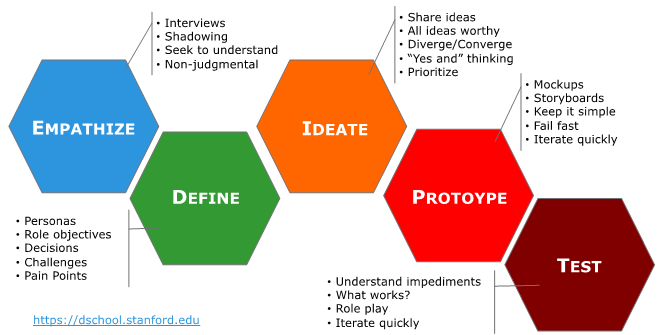 EMPATHIZE
• Interviews
• Shadowing
• Seek to understand
• Non-judgmental
DEFINE
• Personas
• Role objectives
• Decisions
• Challenges
• Pain Points
IDEATE
• Share ideas
• All ideas worthy
• Diverge/Converge
• “Yes and” thinking
• Prioritize
PROTOYPE
• Mockups
• Storyboards
• Keep it simple
• Fail fast
• Iterate quickly
TEST
• Understand impediments
• What works?
• Role play
• Iterate quickly
https://dschool.stanford.edu